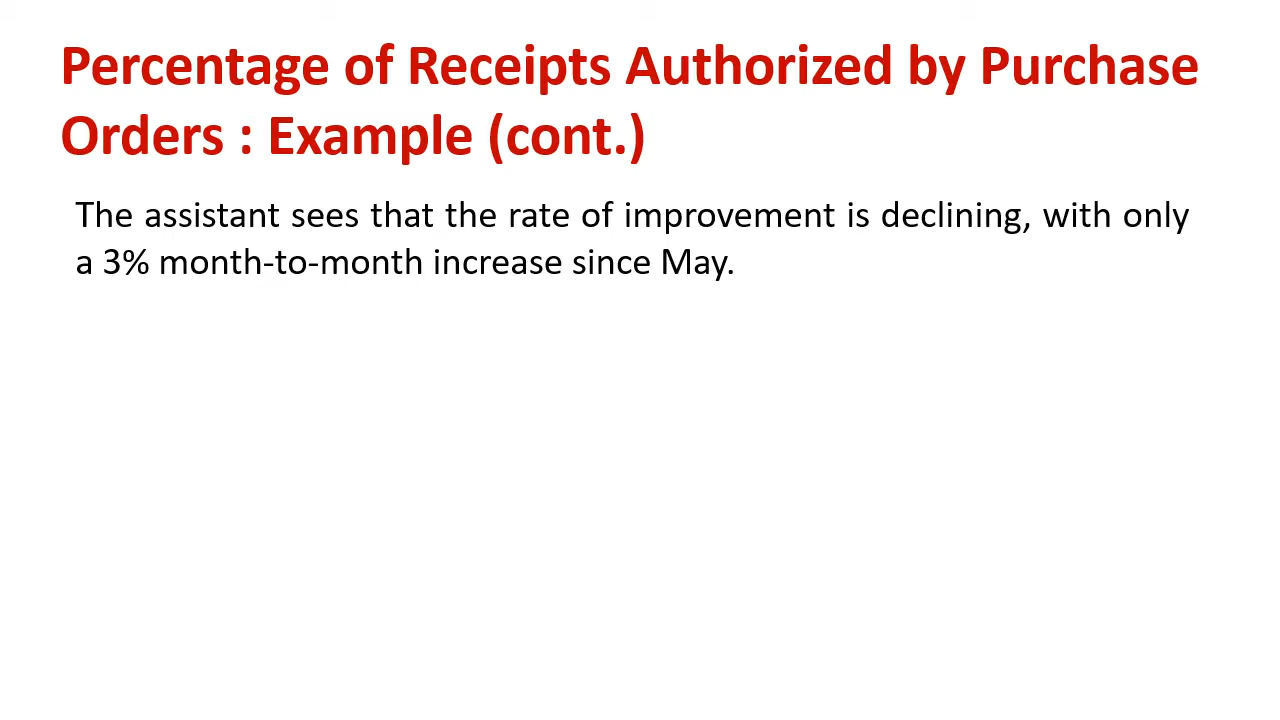 Percentage of Receipts Authorized by Purchase
Orders : Example (cont.)
The assistant sees that the rate of improvement is declining, with only
a 3% month-to-month increase since May.